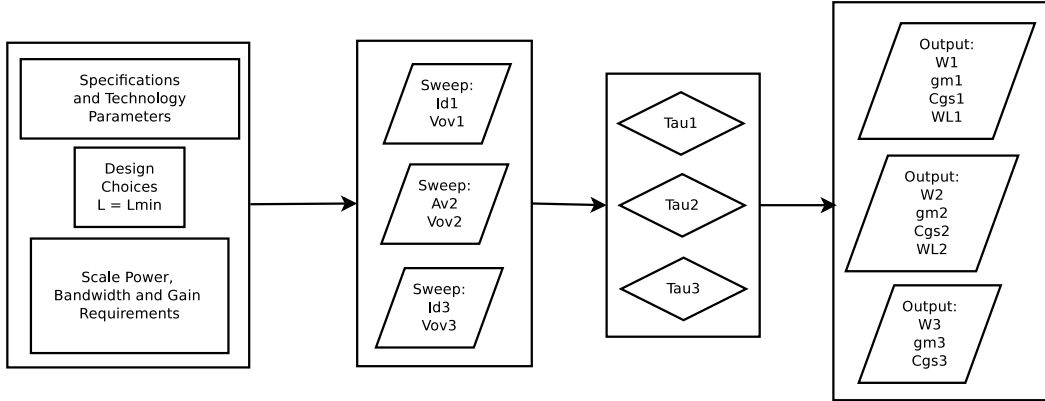 Specifications
and Technology
Parameters
Design
Choices
L = Lmin
Scale Power,
Bandwidth and Gain
Requirements
Sweep:
Id1
Vov1
Sweep:
Av2
Vov2
Sweep:
Id3
Vov3
Tau1
Tau2
Tau3
Output:
W1
gm1
Cgs1
WL1
Output:
W2
gm2
Cgs2
WL2
Output:
W3
gm3
Cgs3